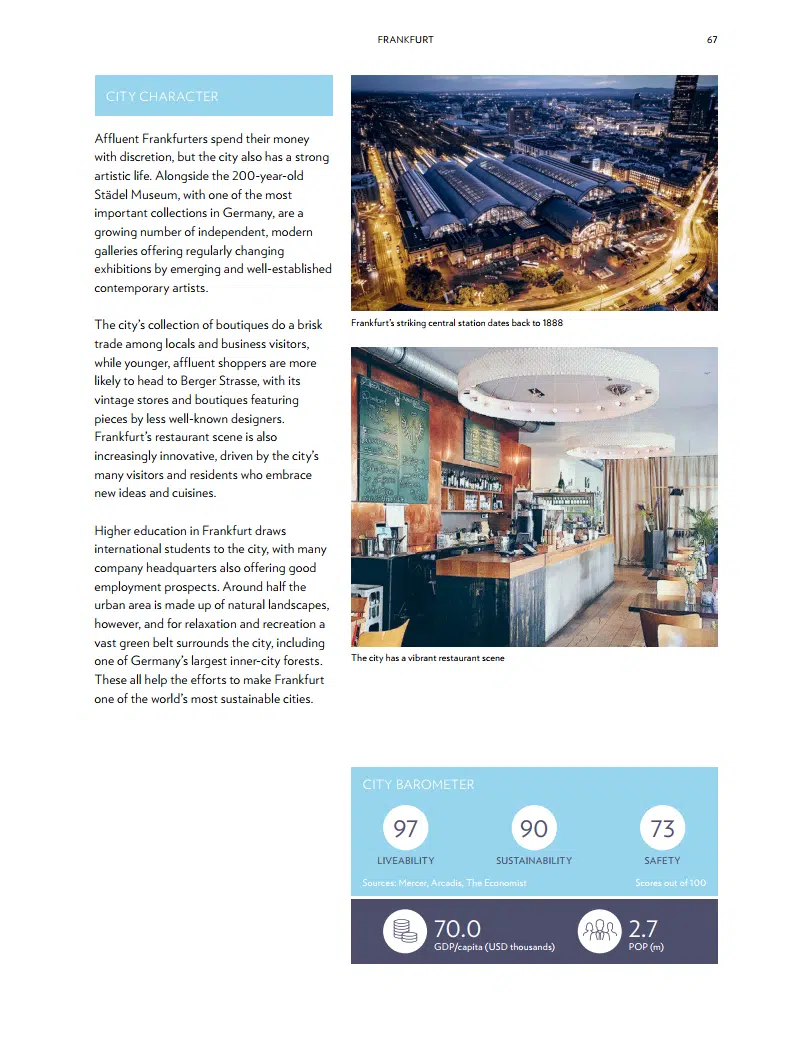 FRANKFURT
67
CITY CHARACTER
Affluent Frankfurters spend their money
with discretion, but the city also has a strong
artistic life. Alongside the 200-year-old
Städel Museum, with one of the most
important collections in Germany, are a
growing number of independent, modern
galleries offering regularly changing
exhibitions by emerging and well-established
contemporary artists.
The city's collection of boutiques do a brisk
trade among locals and business visitors,
while younger, affluent shoppers are more
likely to head to Berger Strasse, with its
vintage stores and boutiques featuring
pieces by less well-known designers.
Frankfurt's restaurant scene is also
increasingly innovative, driven by the city's
many visitors and residents who embrace
new ideas and cuisines.
Higher education in Frankfurt draws
international students to the city, with many
company headquarters also offering good
employment prospects. Around half the
urban area is made up of natural landscapes,
however, and for relaxation and recreation a
vast green belt surrounds the city, including
one of Germany's largest inner-city forests.
These all help the efforts to make Frankfurt
one of the world's most sustainable cities.
Frankfurt's striking central station dates back to 1888
The city has a vibrant restaurant scene
CITY BAROMETER
97
90
73
LIVEABILITY
SUSTAINABILITY
SAFETY
Sources: Mercer, Arcadis, The Economist
Scores out of 100
70.0
GDP/capita (USD thousands)
2.7
POP (m)